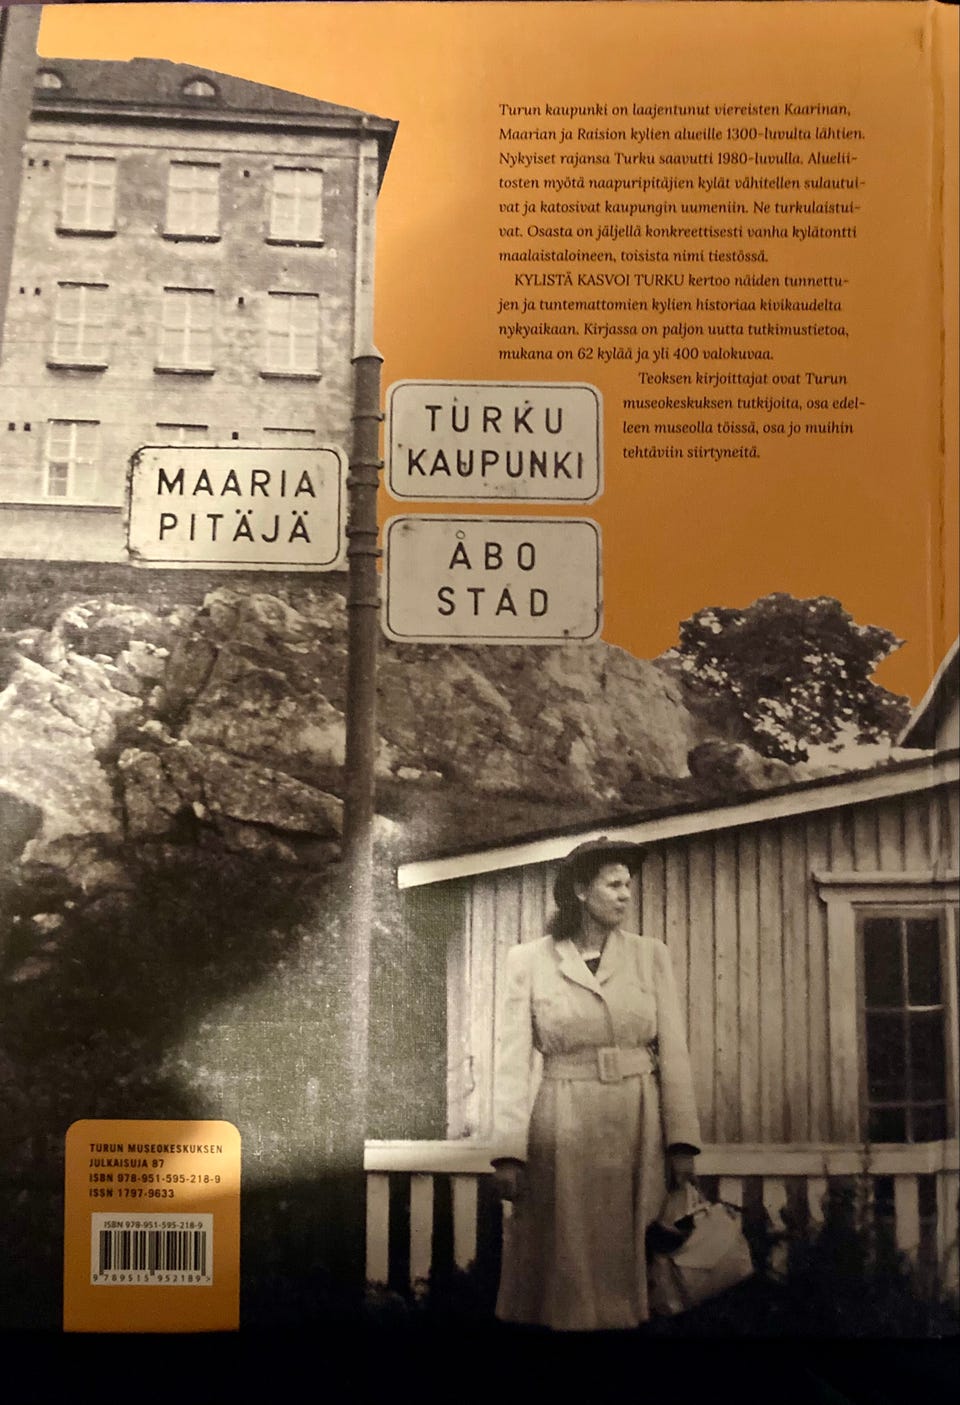 Turun kaupunki on laajentunut viereisten Kaarinan,
Maarian ja Raision kylien alueille 1300-luvulta lähtien.
Nykyiset rajansa Turku saavutti 1980-luvulla. Aluelii-
tosten myötä naapuripitäjien kylät vähitellen sulautui-
vat ja katosivat kaupungin uumeniin. Ne turkulaistui-
vat. Osasta on jäljellä konkreettisesti vanha kylätontti
maalaistaloineen, toisista nimi tiestössä.
KYLISTÄ KASVOI TURKU kertoo näiden tunnettu-
jen ja tuntemattomien kylien historiaa kivikaudelta
nykyaikaan. Kirjassa on paljon uutta tutkimustietoa,
mukana on 62 kylää ja yli 400 valokuvaa.
Teoksen kirjoittajat ovat Turun
museokeskuksen tutkijoita, osa edel-
leen museolla töissä, osa jo muihin
tehtäviin siirtyneitä.
TURKU
KAUPUNKI
MAARIA
PITÄJÄ
ÅBO
STAD
TURUN MUSEOKESKUKSEN
JULKAISUJA 87
ISBN 978-951-595-218-9
ISSN 1797-9633
ISBN 978-951-595-218-9
9 789515 952189 >